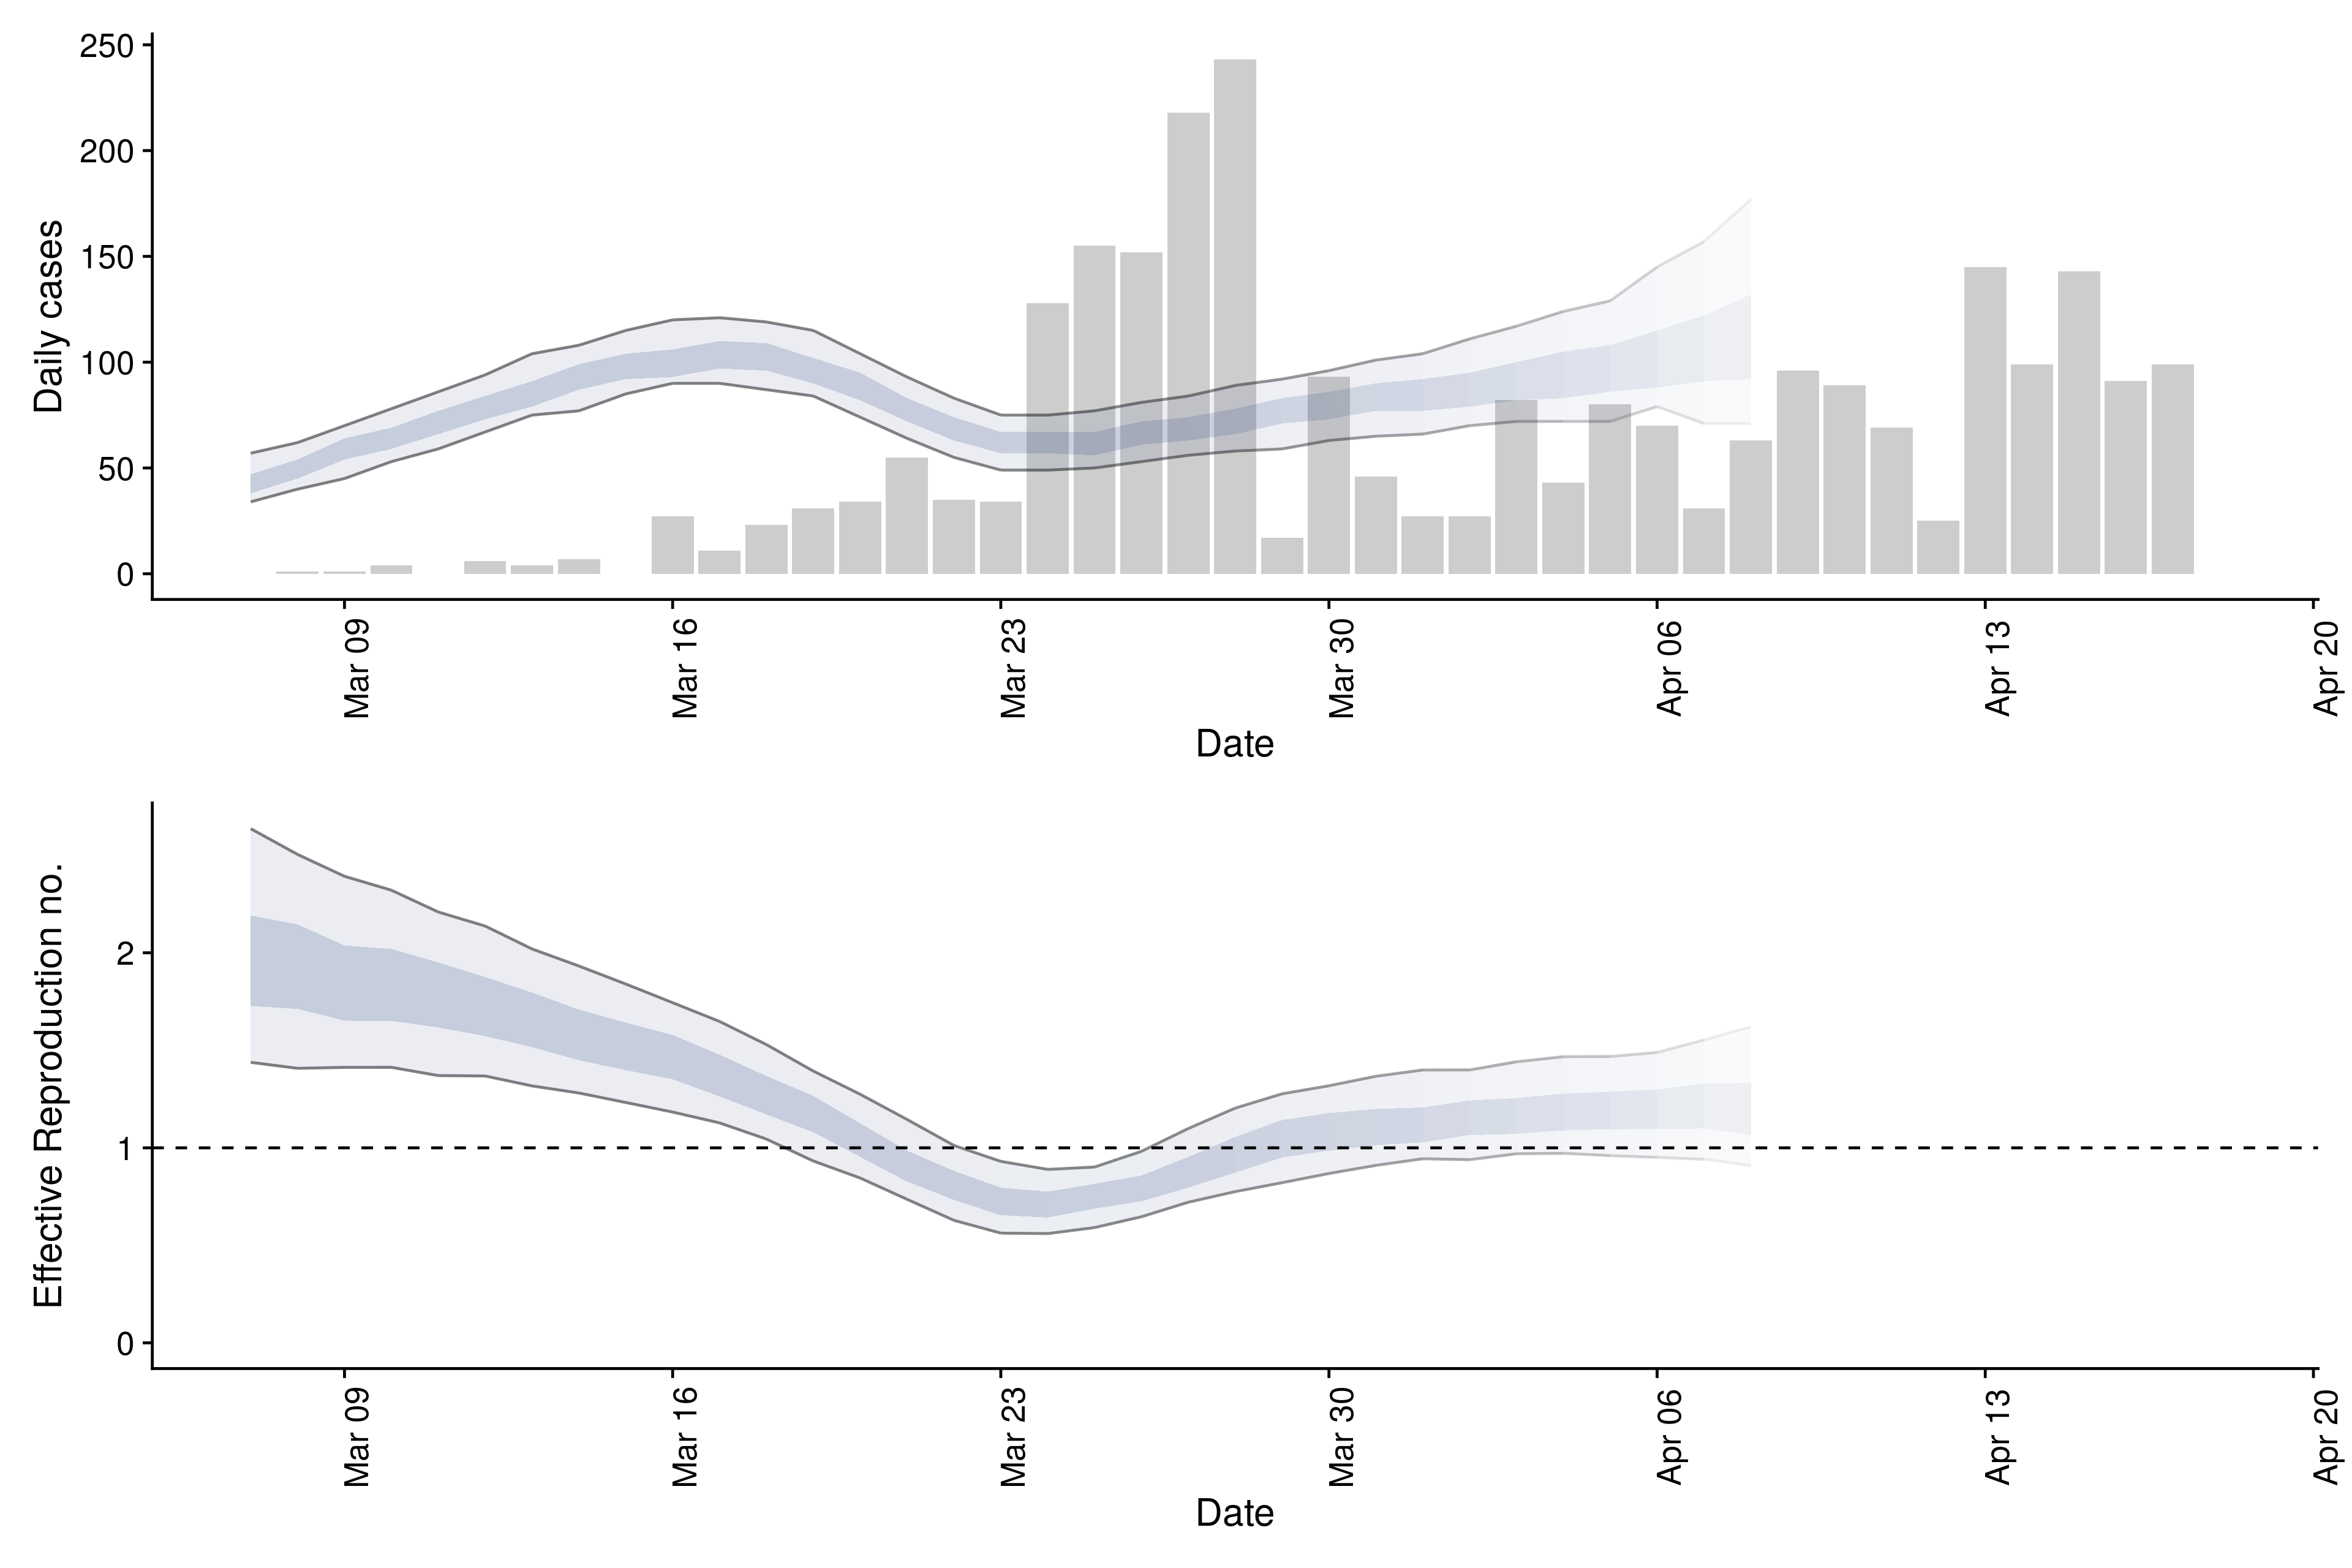 Daily cases
250
200
150
100
50
0
Mar 09
Mar 16
Mar 23
Mar 30
Apr 06
Apr 13
Apr 20
Date
Effective Reproduction no.
2
1
0
Mar 09
Mar 16
Mar 23
Mar 30
Apr 06
Apr 13
Apr 20
Date